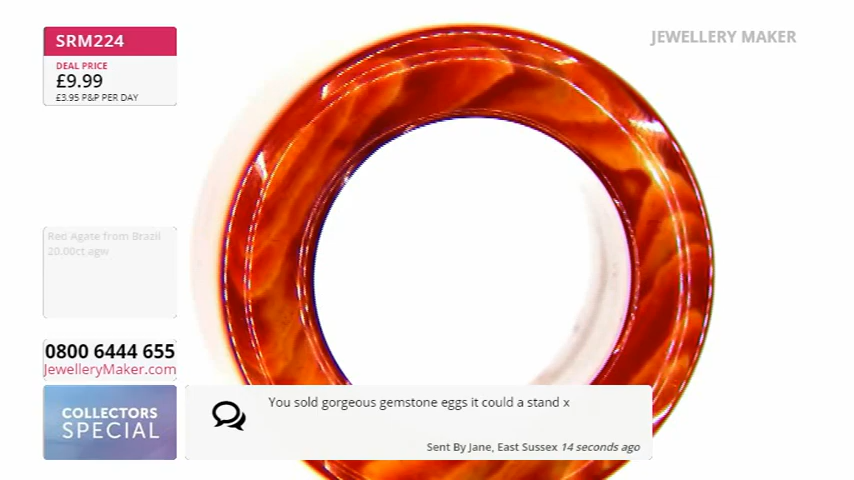 SRM224
DEAL PRICE
£9.99
£3.95 P&P PER DAY
JEWELLERY MAKER
Red Agate from Brazil
20.00ct agw
0800 6444 655
JewelleryMaker.com
COLLECTORS
SPECIAL
You sold gorgeous gemstone eggs it could a stand x
Sent By Jane, East Sussex 14 seconds ago